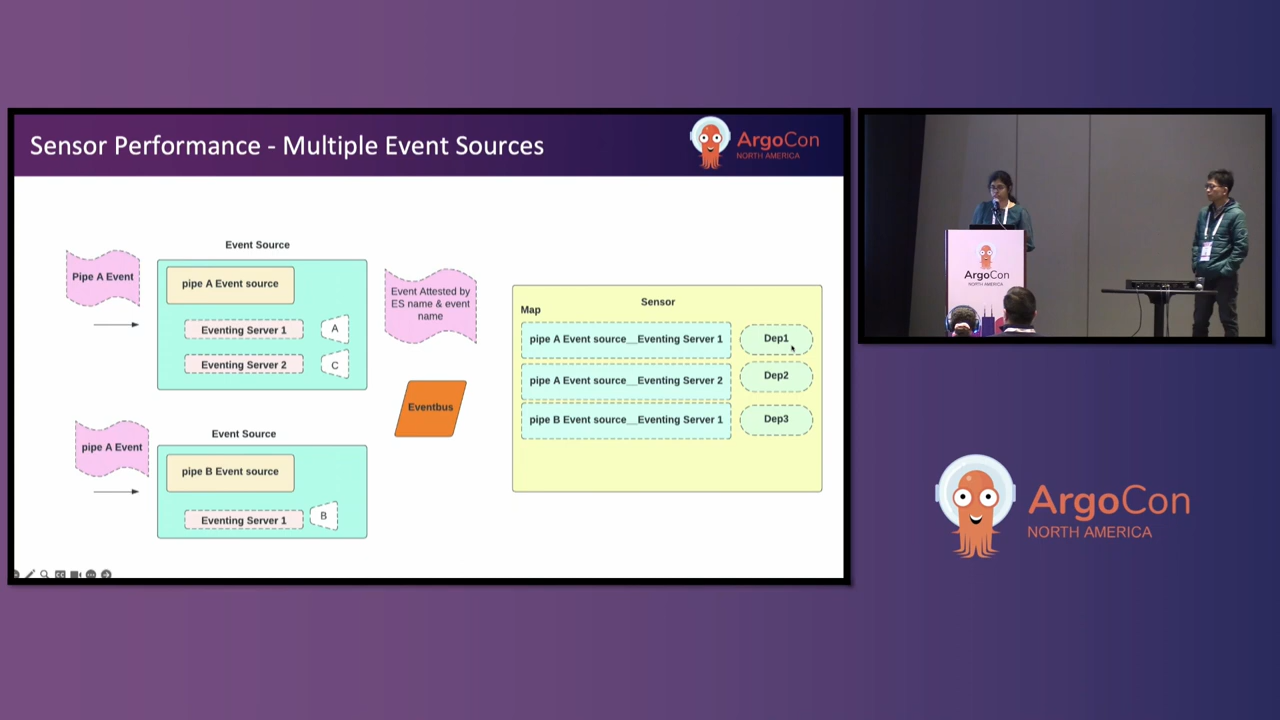 Sensor Performance - Multiple Event Sources
ArgoCon
NORTH AMERICA
Event Source
Pipe A Event
pipe A Event source
Eventing Server 1
A
Eventing Server 2
C
Event Attested by
ES name & event
name
Eventbus
Event Source
pipe A Event
pipe B Event source
Eventing Server 1
B
Sensor
Map
pipe A Event source__Eventing Server 1
Dep1
pipe A Event source__Eventing Server 2
Dep2
pipe B Event source__Eventing Server 1
Dep3
ArgoCon
NORTH AMERICA
ArgoCon
NORTH AMERICA